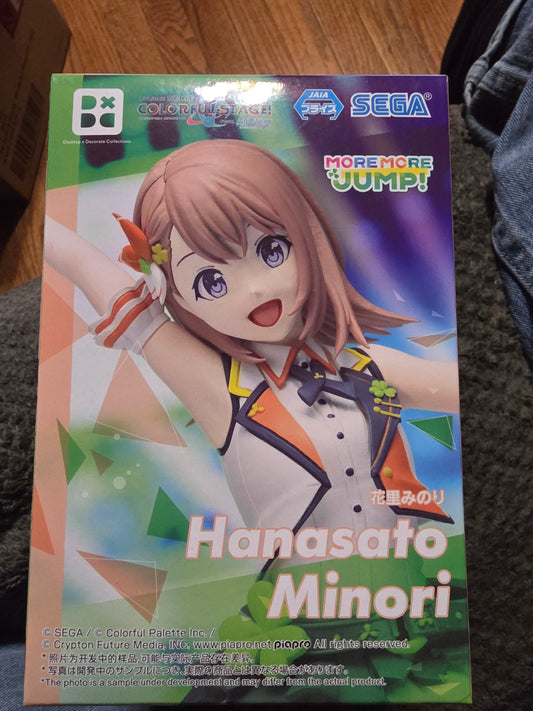 Desktop × Decorate Collections
COLORFUL STAGE!
JAIA
プライズ
SEGA®
MORE MORE
JUMP!
花里みのり
Hanasato
Minori
© SEGA / © Colorful Palette Inc. /
© Crypton Future Media, INC. www.piapro.net piapro All rights reserved.
*照片为开发中的样品,可能与实际产品存在差异。
*写真は開発中のサンプルにつき、実際の商品とは異なる場合があります。
*The photo is a sample under development and may differ from the actual product.